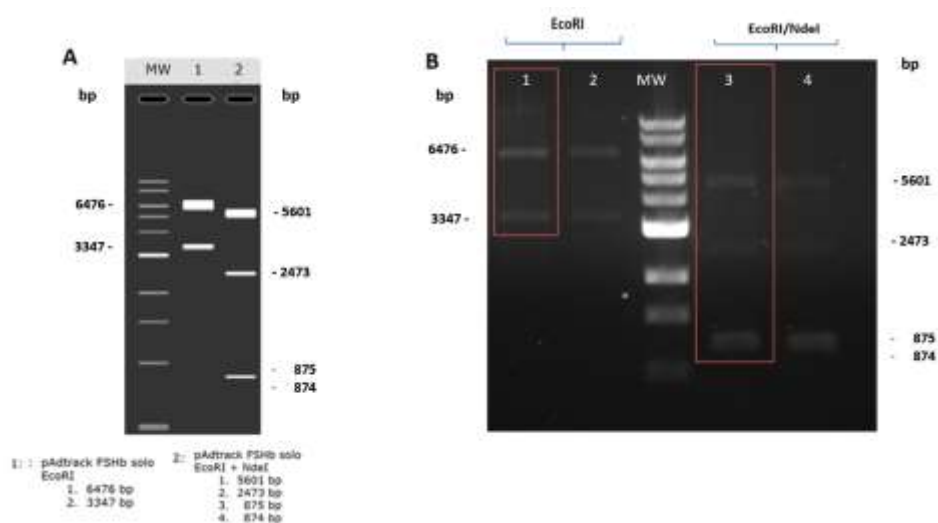 A
MW 1 2
bp bp
6476 -
3347 -
- 5601
- 2473
- 875
- 874
1: : pAdtrack FSHb solo
EcoRI
1. 6476 bp
2. 3347 bp
2: pAdtrack FSHb solo
EcoRI + NdeI
1. 5601 bp
2. 2473 bp
3. 875 bp
4. 874 bp
B
EcoRI
EcoRI/NdeI
bp bp
1 2 MW 3 4
6476 -
3347 -
- 5601
- 2473
- 875
- 874